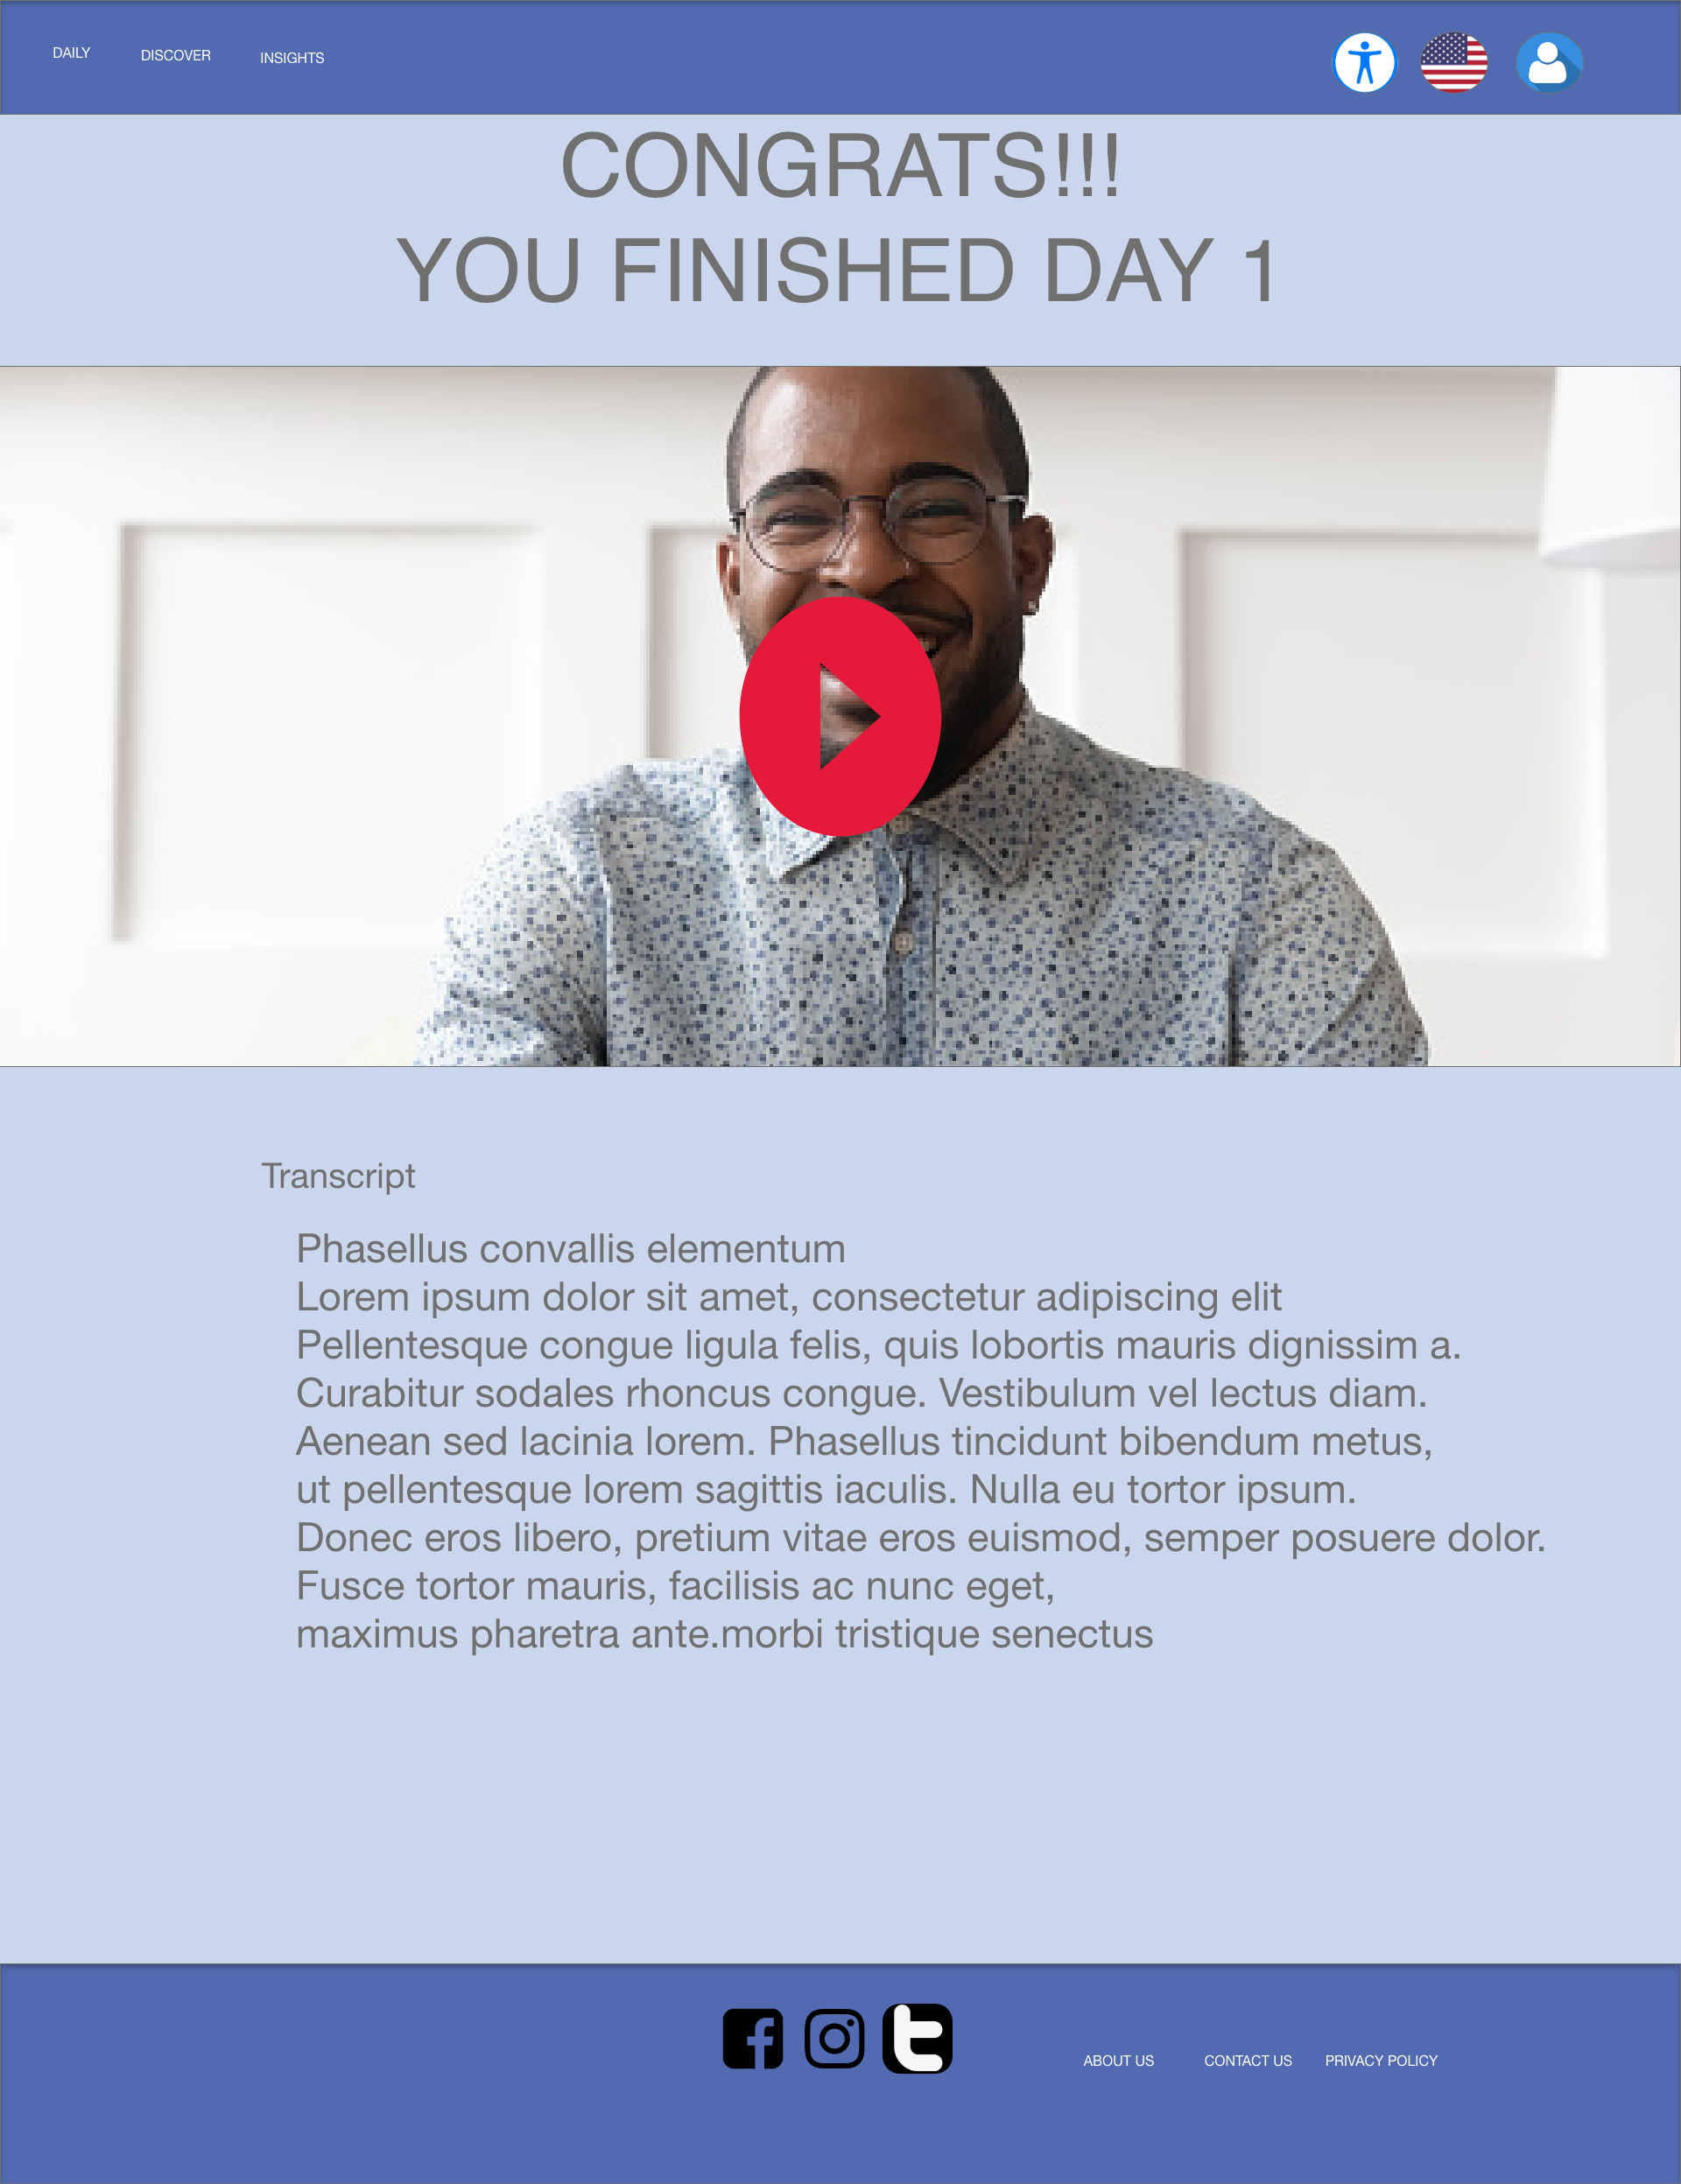 DAILY DISCOVER INSIGHTS
CONGRATS!!!
YOU FINISHED DAY 1
Transcript
Phasellus convallis elementum
Lorem ipsum dolor sit amet, consectetur adipiscing elit
Pellentesque congue ligula felis, quis lobortis mauris dignissim a.
Curabitur sodales rhoncus congue. Vestibulum vel lectus diam.
Aenean sed lacinia lorem. Phasellus tincidunt bibendum metus,
ut pellentesque lorem sagittis iaculis. Nulla eu tortor ipsum.
Donec eros libero, pretium vitae eros euismod, semper posuere dolor.
Fusce tortor mauris, facilisis ac nunc eget,
maximus pharetra ante.morbi tristique senectus
ABOUT US CONTACT US PRIVACY POLICY